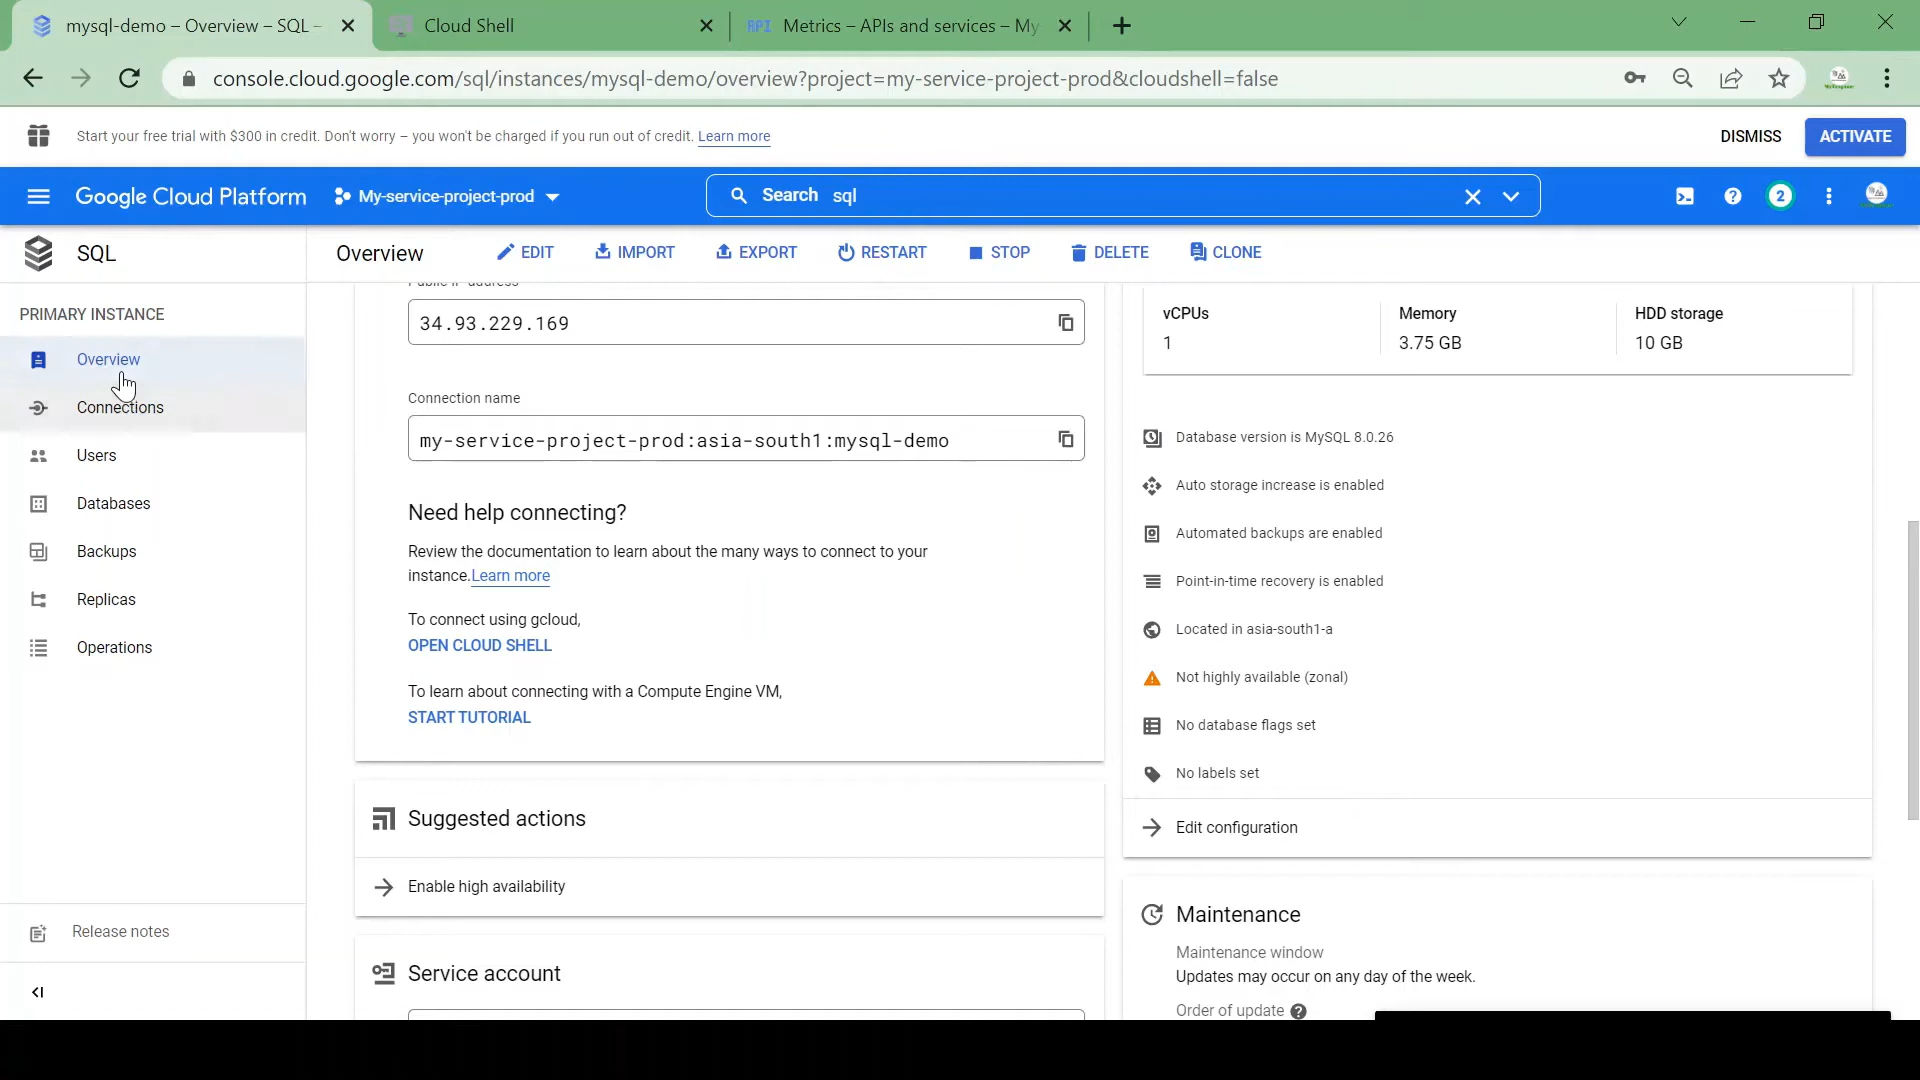 mysql-demo – Overview – SQL –
Cloud Shell
API Metrics – APIs and services – My
console.cloud.google.com/sql/instances/mysql-demo/overview?project=my-service-project-prod&cloudshell=false
Start your free trial with $300 in credit. Don't worry – you won't be charged if you run out of credit. Learn more
DISMISS
ACTIVATE
Google Cloud Platform
My-service-project-prod
Search sql
2
SQL
Overview
EDIT
IMPORT
EXPORT
RESTART
STOP
DELETE
CLONE
PRIMARY INSTANCE
Overview
Connections
Users
Databases
Backups
Replicas
Operations
Release notes
Public IP address
34.93.229.169
Connection name
my-service-project-prod:asia-south1:mysql-demo
Need help connecting?
Review the documentation to learn about the many ways to connect to your
instance.Learn more
To connect using gcloud,
OPEN CLOUD SHELL
To learn about connecting with a Compute Engine VM,
START TUTORIAL
Suggested actions
Enable high availability
Service account
vCPUs
1
Memory
3.75 GB
HDD storage
10 GB
Database version is MySQL 8.0.26
Auto storage increase is enabled
Automated backups are enabled
Point-in-time recovery is enabled
Located in asia-south1-a
Not highly available (zonal)
No database flags set
No labels set
Edit configuration
Maintenance
Maintenance window
Updates may occur on any day of the week.
Order of update